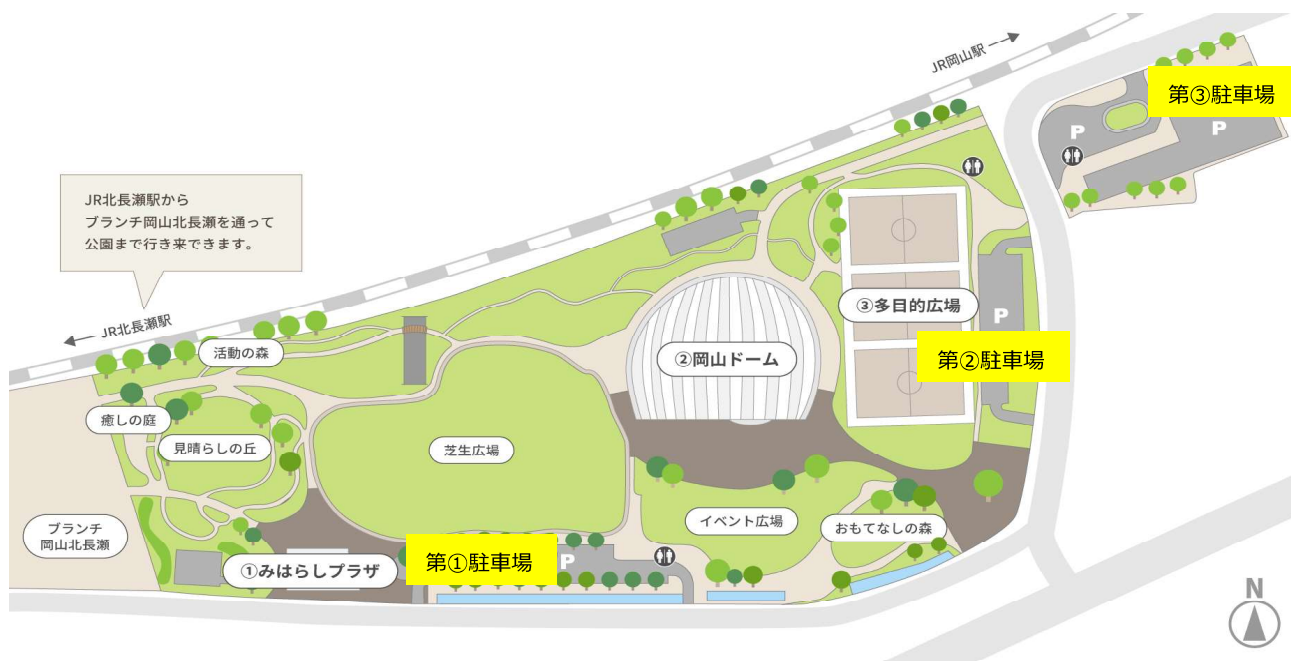 JR岡山駅
第③駐車場
P
P
JR北長瀬駅から
ブランチ岡山北長瀬を通って
公園まで行き来できます。
JR北長瀬駅
活動の森
②岡山ドーム
③多目的広場
P
第②駐車場
癒しの庭
見晴らしの丘
芝生広場
イベント広場
おもてなしの森
ブランチ
岡山北長瀬
①みはらしプラザ
第①駐車場
P
N